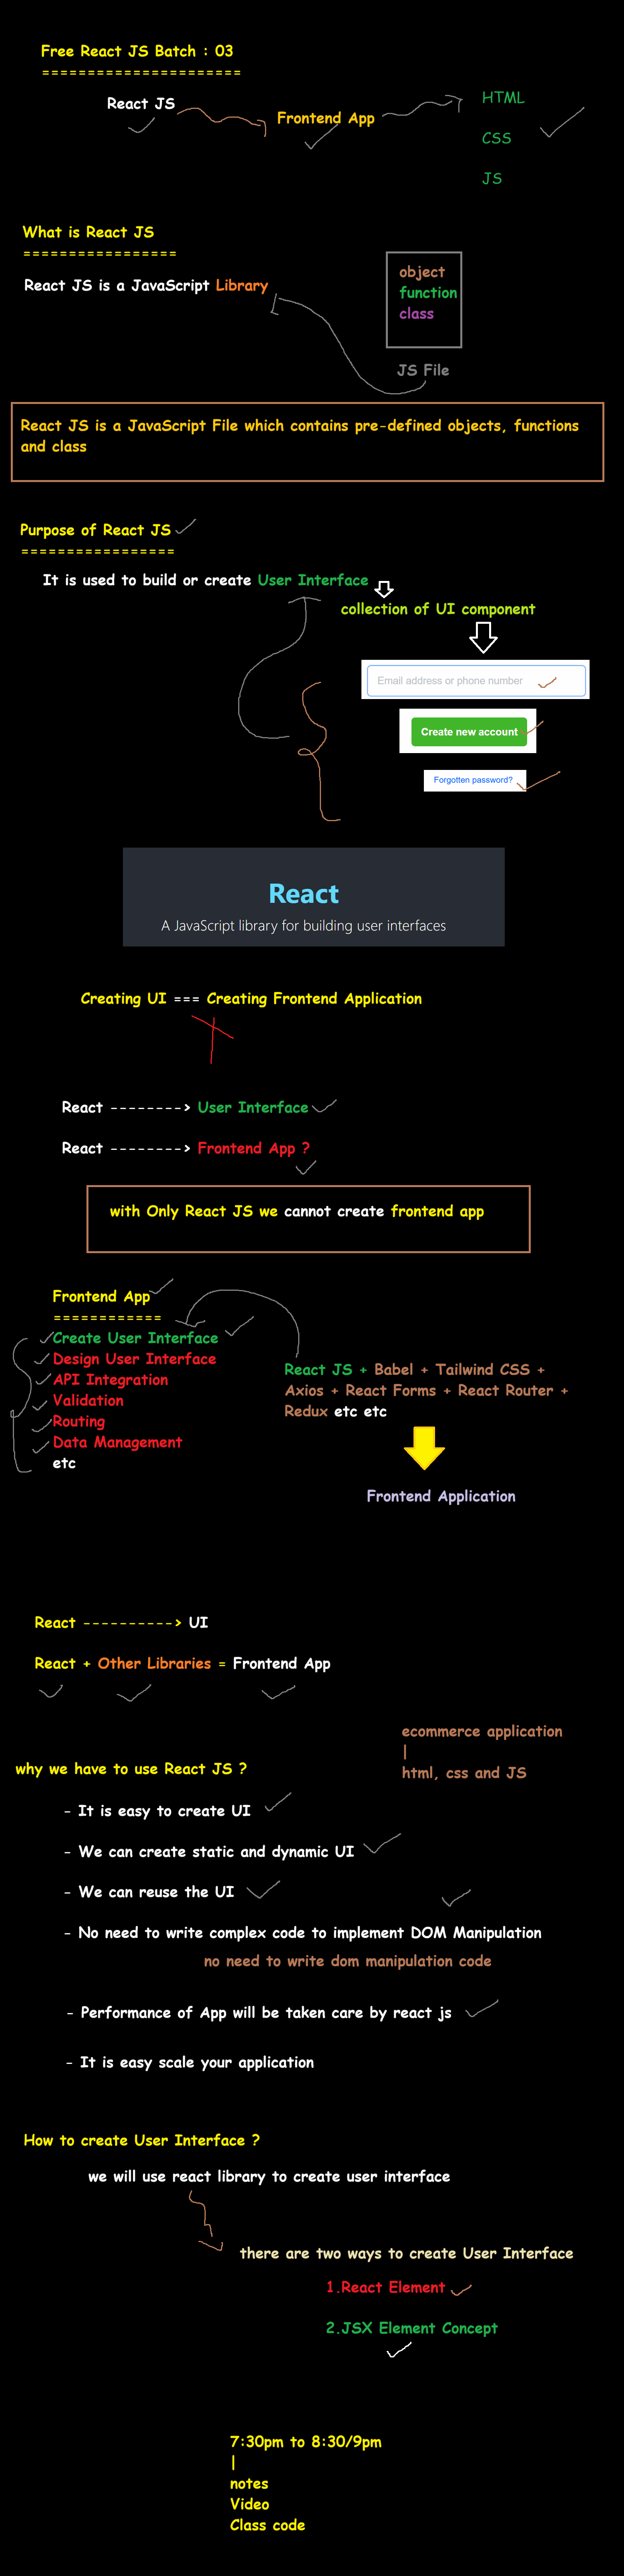 Free React JS Batch : 03
======================
React JS
Frontend App
HTML
CSS
JS
What is React JS
=================
React JS is a JavaScript Library
object
function
class
JS File
React JS is a JavaScript File which contains pre-defined objects, functions
and class
Purpose of React JS
=================
It is used to build or create User Interface
collection of UI component
Email address or phone number
Create new account
Forgotten password?
React
A JavaScript library for building user interfaces
Creating UI === Creating Frontend Application
React --------> User Interface
React --------> Frontend App ?
with Only React JS we cannot create frontend app
Frontend App
============
Create User Interface
Design User Interface
API Integration
Validation
Routing
Data Management
etc
React JS + Babel + Tailwind CSS +
Axios + React Forms + React Router +
Redux etc etc
Frontend Application
React ----------> UI
React + Other Libraries = Frontend App
ecommerce application
|
html, css and JS
why we have to use React JS ?
- It is easy to create UI
- We can create static and dynamic UI
- We can reuse the UI
- No need to write complex code to implement DOM Manipulation
no need to write dom manipulation code
- Performance of App will be taken care by react js
- It is easy scale your application
How to create User Interface ?
we will use react library to create user interface
there are two ways to create User Interface
1.React Element
2.JSX Element Concept
7:30pm to 8:30/9pm
|
notes
Video
Class code